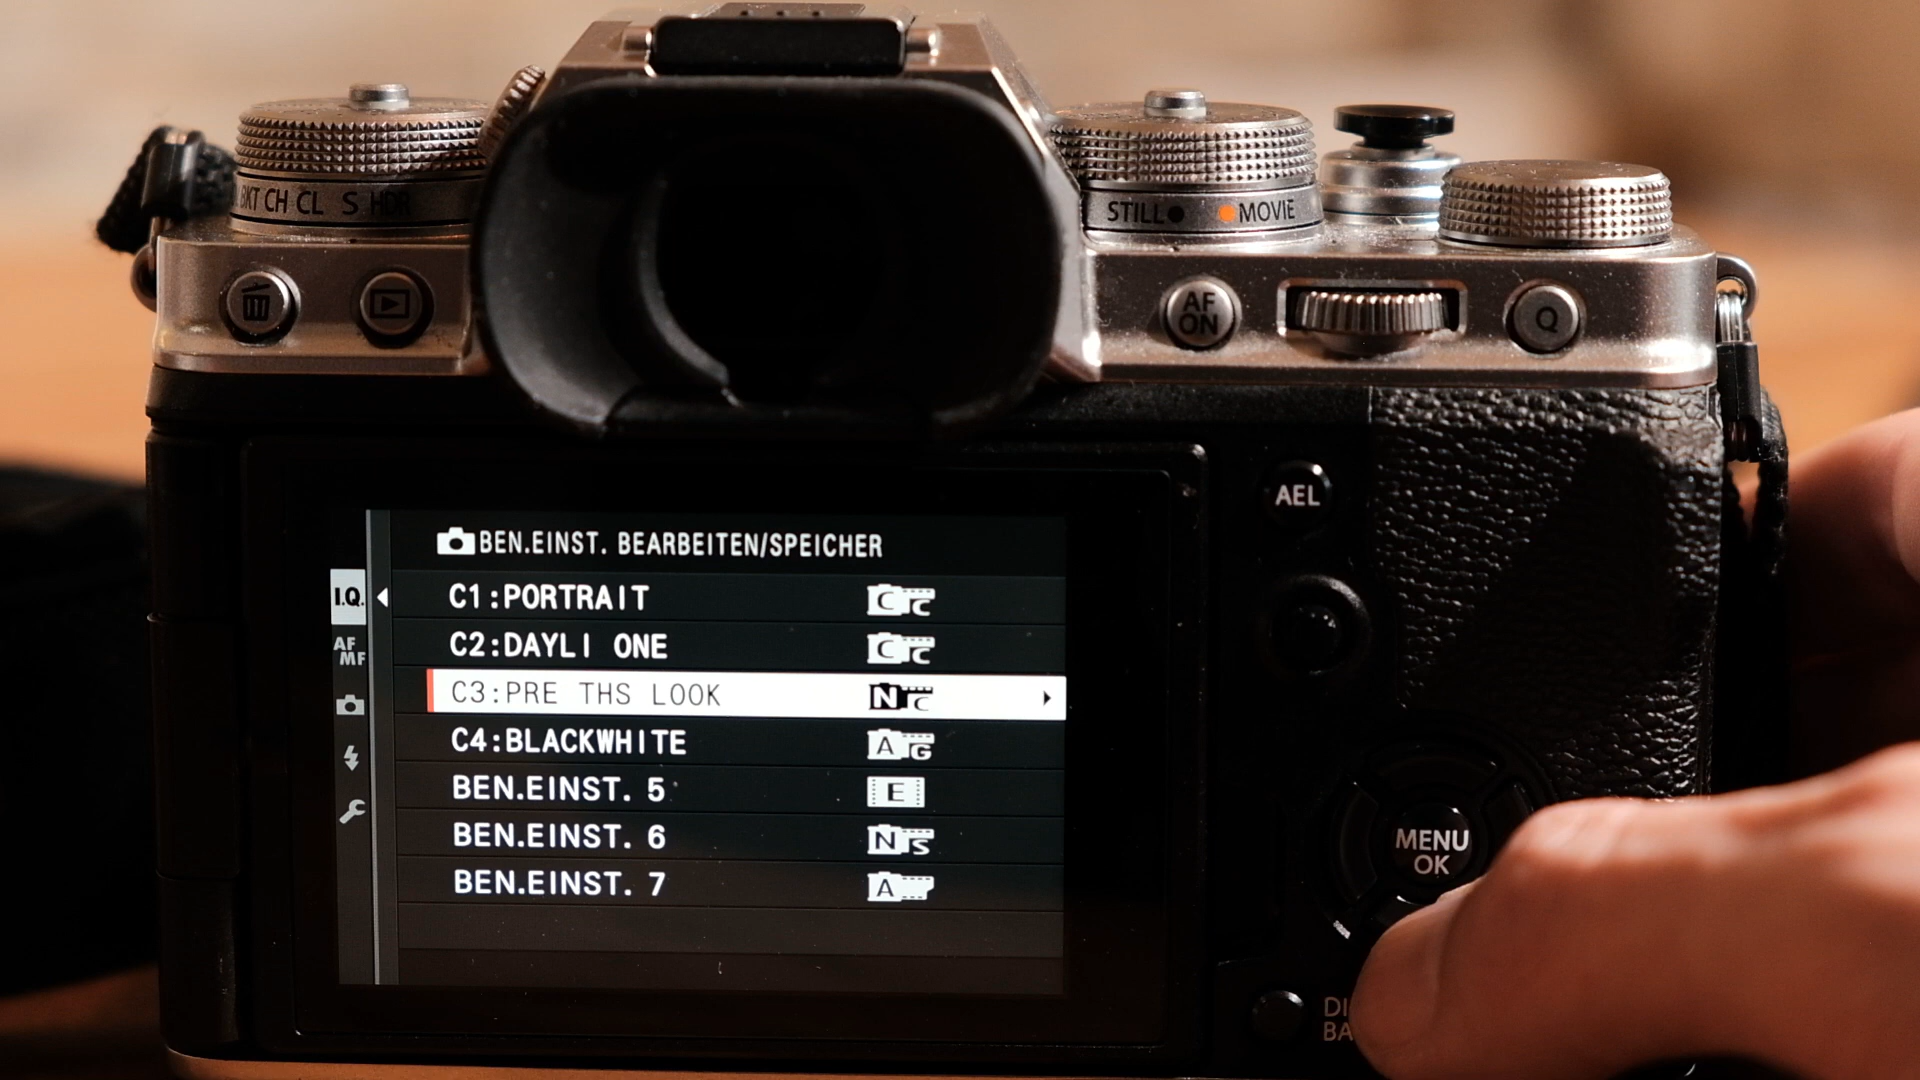 BKT CH CL S HDR
STILL MOVIE
AF
ON
Q
AEL
BEN.EINST. BEARBEITEN/SPEICHER
I.Q.
AF
MF
C1:PORTRAIT C C
C2:DAYLI ONE C C
C3:PRE THS LOOK N C
C4:BLACKWHITE A G
BEN.EINST. 5 E
BEN.EINST. 6 N S
BEN.EINST. 7 A
MENU
OK